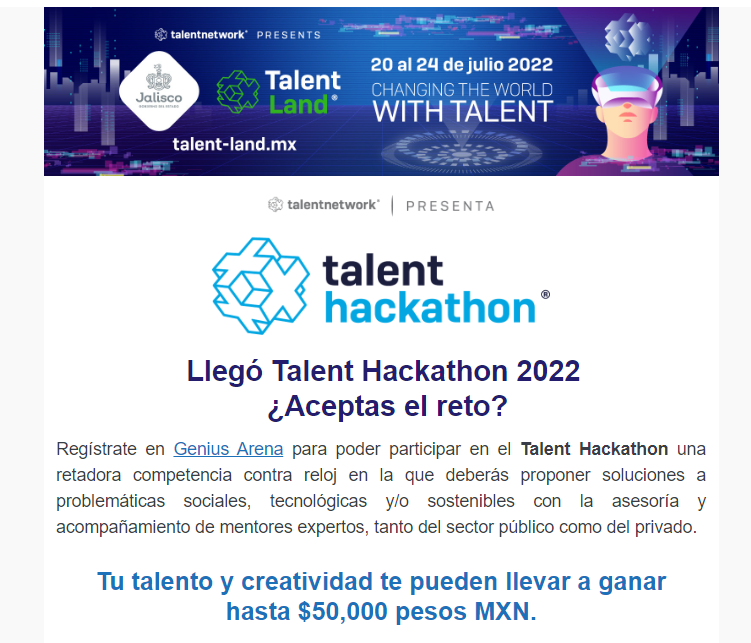 talentnetwork® PRESENTS
Jalisco
GOBIERNO DEL ESTADO
Talent
Land®
20 al 24 de julio 2022
CHANGING THE WORLD
WITH TALENT
talent-land.mx
talentnetwork® | PRESENTA
talent
hackathon®
Llegó Talent Hackathon 2022
¿Aceptas el reto?
Regístrate en Genius Arena para poder participar en el Talent Hackathon una
retadora competencia contra reloj en la que deberás proponer soluciones a
problemáticas sociales, tecnológicas y/o sostenibles con la asesoría y
acompañamiento de mentores expertos, tanto del sector público como del privado.
Tu talento y creatividad te pueden llevar a ganar
hasta $50,000 pesos MXN.